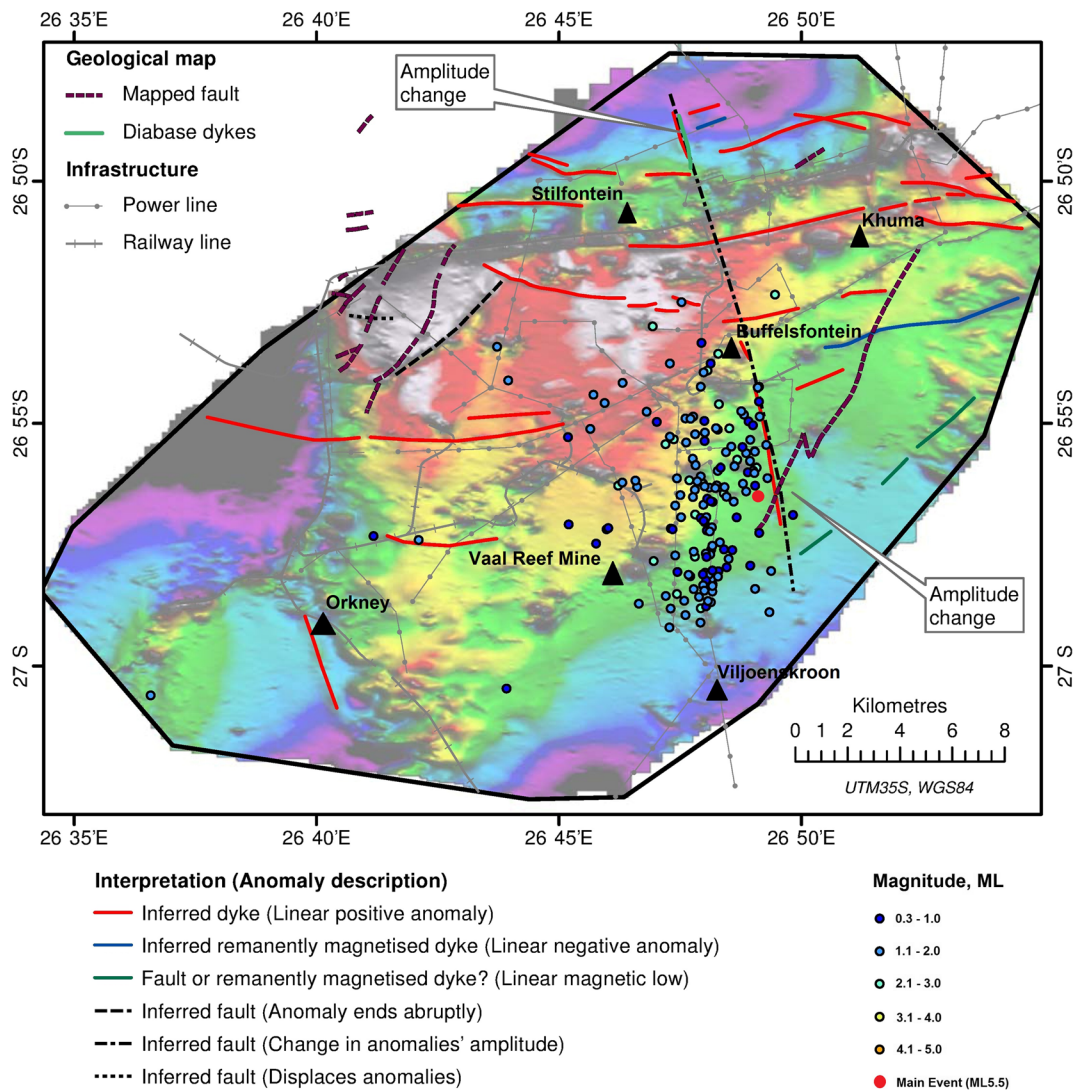 26 35'E
26 40'E
26 45'E
26 50'E
Geological map
Mapped fault
Diabase dykes
Infrastructure
Power line
Railway line
Amplitude
change
26 50'S
26 50'S
Stilfontein
Khuma
Buffelsfontein
26 55'S
26 55'S
Vaal Reef Mine
Orkney
Amplitude
change
27 S
27 S
Viljoenskroon
Kilometres
0 1 2 4 6 8
UTM35S, WGS84
26 35'E
26 40'E
26 45'E
26 50'E
Interpretation (Anomaly description)
Inferred dyke (Linear positive anomaly)
Inferred remanently magnetised dyke (Linear negative anomaly)
Fault or remanently magnetised dyke? (Linear magnetic low)
Inferred fault (Anomaly ends abruptly)
Inferred fault (Change in anomalies' amplitude)
Inferred fault (Displaces anomalies)
Magnitude, ML
0.3 - 1.0
1.1 - 2.0
2.1 - 3.0
3.1 - 4.0
4.1 - 5.0
Main Event (ML5.5)